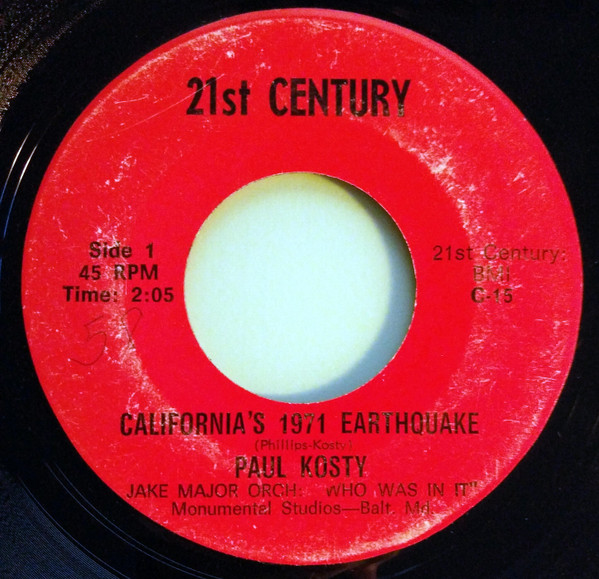 21st CENTURY
Side 1
45 RPM
Time: 2:05
21st Century:
BMI
C-15
58
CALIFORNIA'S 1971 EARTHQUAKE
(Phillips-Kosty)
PAUL KOSTY
JAKE MAJOR ORCH: "WHO WAS IN IT"
Monumental Studios—Balt, Md.